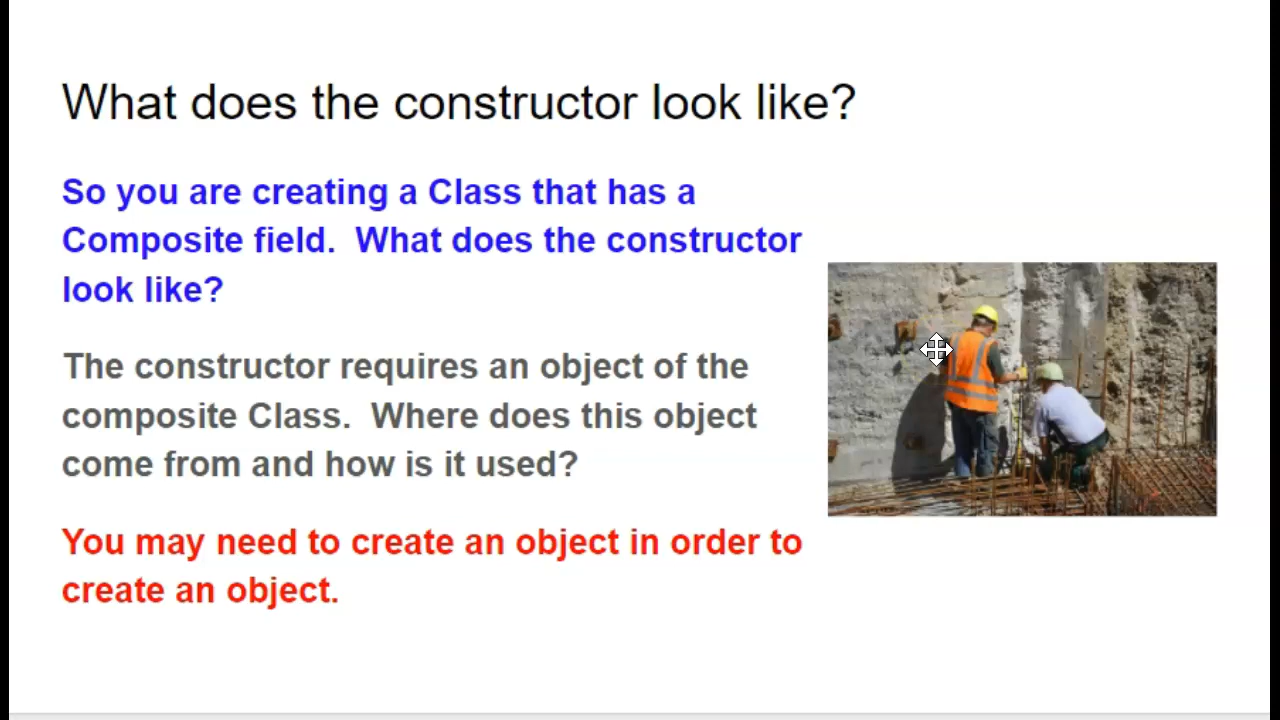 What does the constructor look like?
So you are creating a Class that has a
Composite field.  What does the constructor
look like?
The constructor requires an object of the
composite Class.  Where does this object
come from and how is it used?
You may need to create an object in order to
create an object.